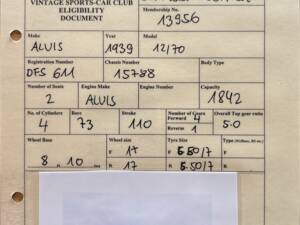 VINTAGE SPORTS-CAR CLUB
ELIGIBILITY
DOCUMENT
Membership No.
13956
Make Year Model
ALVIS 1939 12/70
Registration Number Chassis Number Body Type
DFS 611 15788
Number of Seats Engine Make Engine Number Capacity
2 ALVIS 1842
No. of Cylinders Bore Stroke Number of Gears Overall Top gear ratio
Forward 4
4 73 110 Reverse 1 5.0
Wheel Base Wheel Size Tyre Size Type
F 17 F 5.50/7
8 10 R 17 R 5.50/7